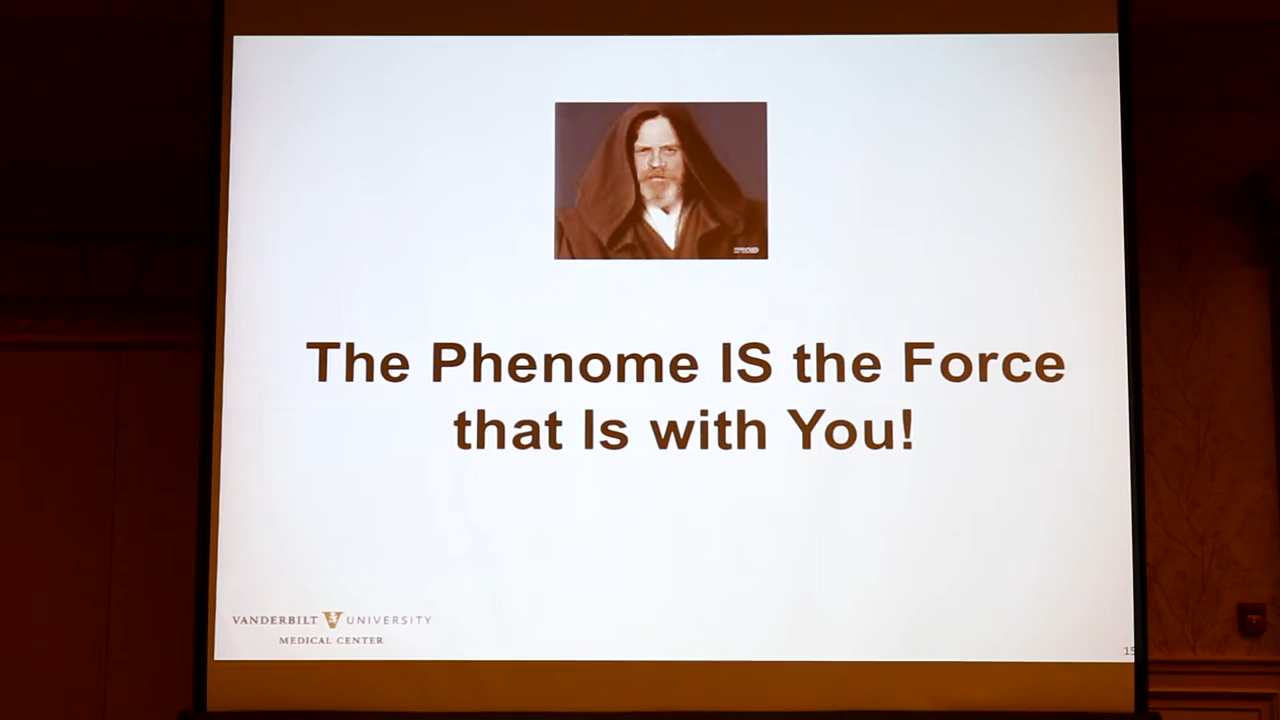 The Phenome IS the Force
that Is with You!
VANDERBILT UNIVERSITY
MEDICAL CENTER